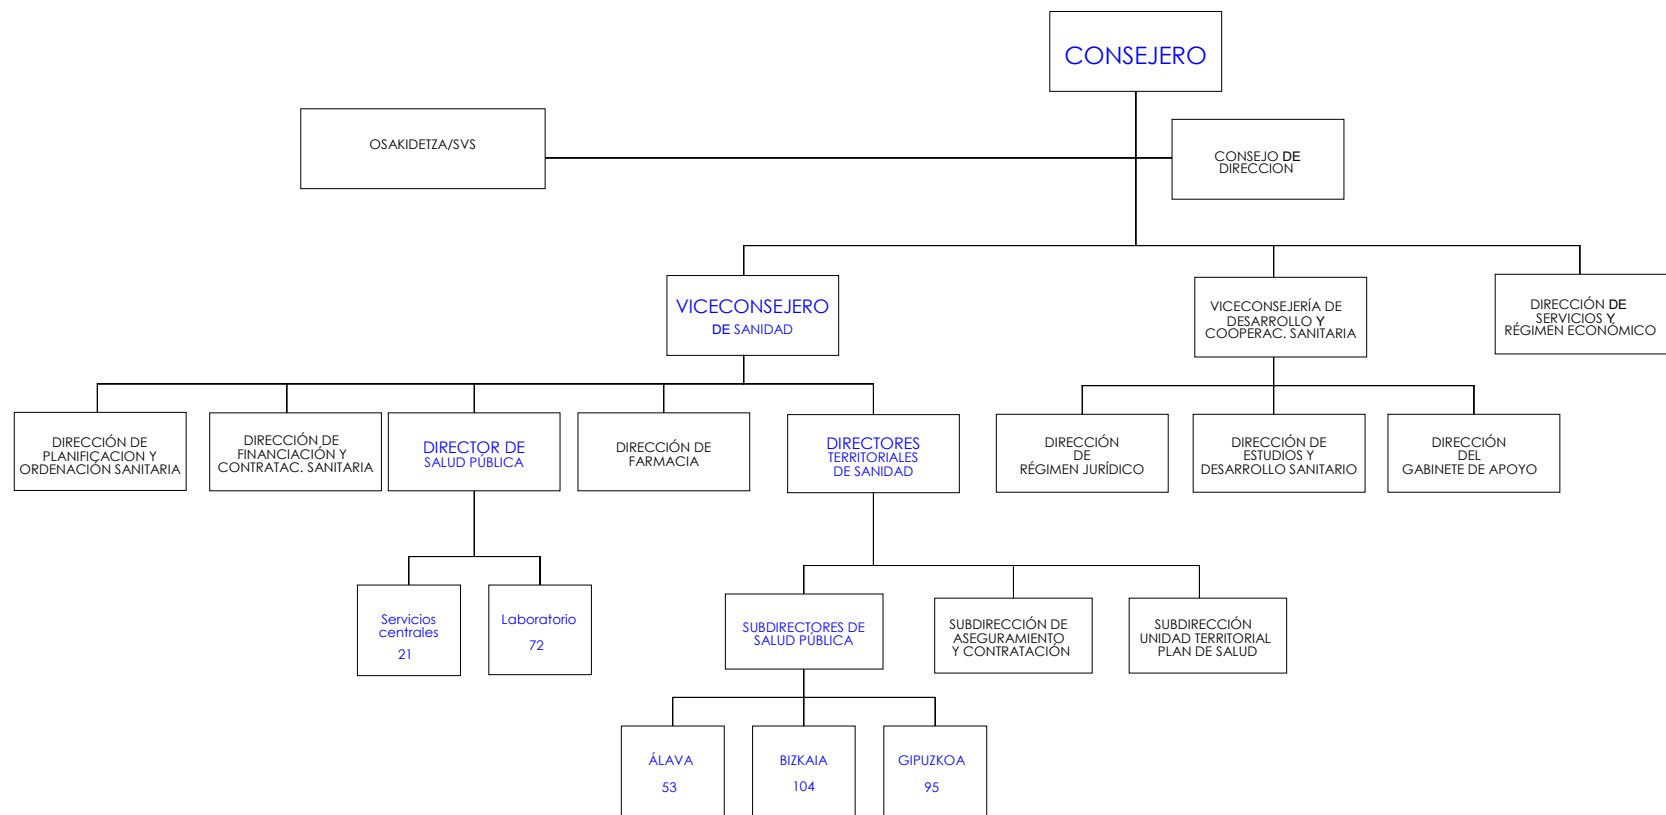 CONSEJERO
OSAKIDETZA/SVS
CONSEJO DE
DIRECCION
VICECONSEJERO
DE SANIDAD
VICECONSEJERÍA DE
DESARROLLO Y
COOPERAC. SANITARIA
DIRECCIÓN DE
SERVICIOS Y
RÉGIMEN ECONÓMICO
DIRECCIÓN DE
PLANIFICACION Y
ORDENACIÓN SANITARIA
DIRECCIÓN DE
FINANCIACIÓN Y
CONTRATAC. SANITARIA
DIRECTOR DE
SALUD PÚBLICA
DIRECCIÓN DE
FARMACIA
DIRECTORES
TERRITORIALES
DE SANIDAD
DIRECCIÓN
DE
RÉGIMEN JURÍDICO
DIRECCIÓN DE
ESTUDIOS Y
DESARROLLO SANITARIO
DIRECCIÓN
DEL
GABINETE DE APOYO
Servicios
centrales
21
Laboratorio
72
SUBDIRECTORES DE
SALUD PÚBLICA
SUBDIRECCIÓN DE
ASEGURAMIENTO
Y CONTRATACIÓN
SUBDIRECCIÓN
UNIDAD TERRITORIAL
PLAN DE SALUD
ÁLAVA
53
BIZKAIA
104
GIPUZKOA
95